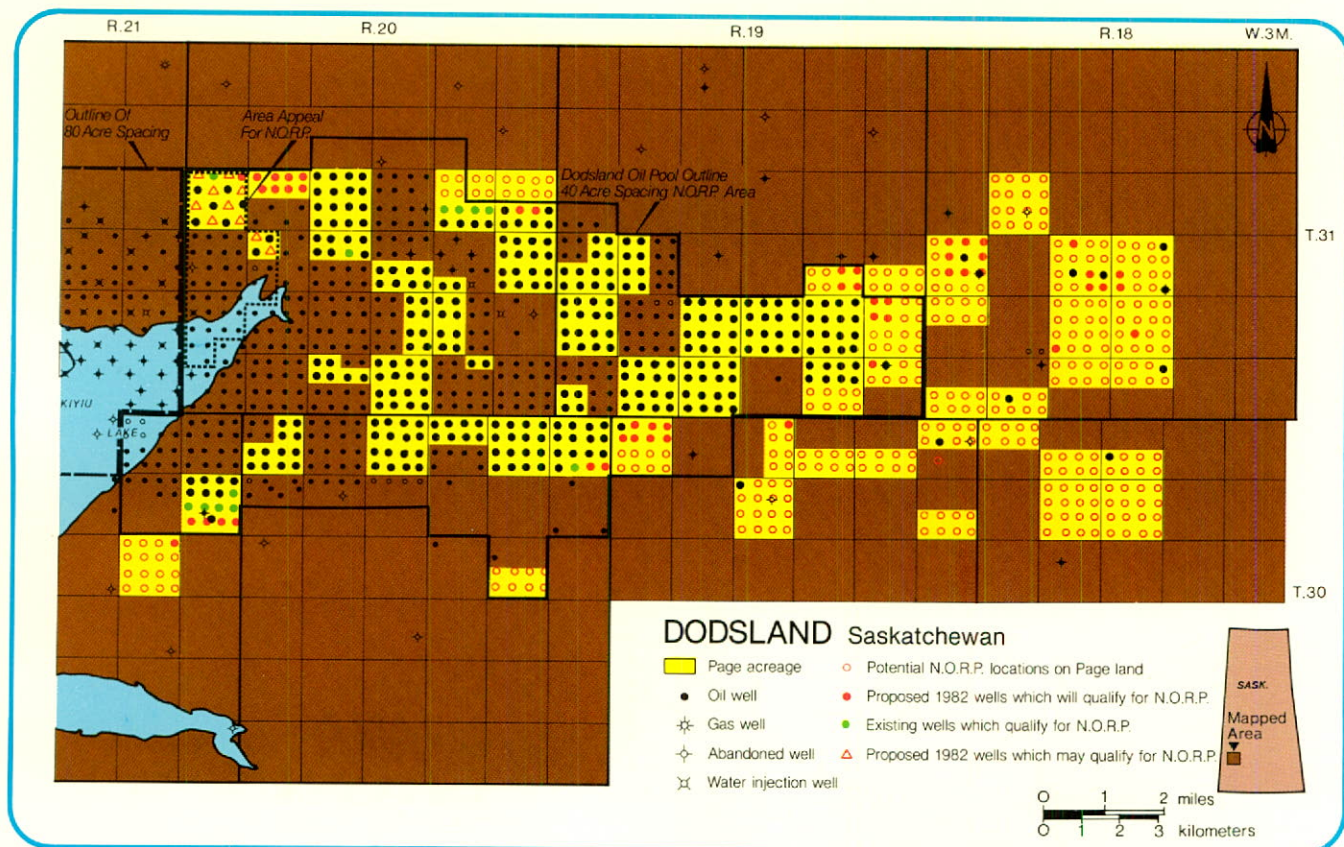 R.21
R.20
R.19
R.18
W.3M.
Outline Of
80 Acre Spacing
Area Appeal
For N.O.R.P.
Dodsland Oil Pool Outline
40 Acre Spacing N.O.R.P. Area
N
T.31
KIYIU
LAKE
T.30
DODSLAND Saskatchewan
Page acreage
Oil well
Gas well
Abandoned well
Water injection well
Potential N.O.R.P. locations on Page land
Proposed 1982 wells which will qualify for N.O.R.P.
Existing wells which qualify for N.O.R.P.
Proposed 1982 wells which may qualify for N.O.R.P.
SASK.
Mapped
Area
0 1 2 miles
0 1 2 3 kilometers